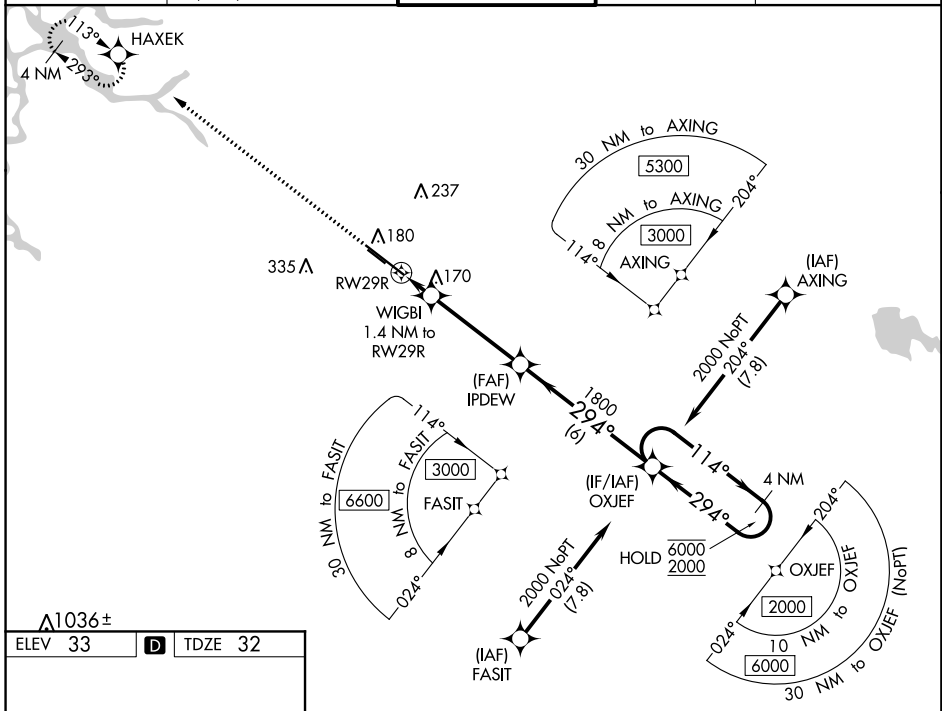 113°
HAXEK
4 NM
293°
30 NM to AXING
5300
8 NM to AXING
3000
204°
114°
AXING
237
180
335
170
RW29R
WIGBI
1.4 NM to
RW29R
(IAF)
AXING
2000 NoPT
204°
(7.8)
(FAF)
IPDEW
1800
294°
(6)
114°
4 NM
294°
(IF/IAF)
OXJEF
HOLD
6000
2000
30 NM to FASIT
6600
8 NM to FASIT
3000
114°
FASIT
024°
2000 NoPT
024°
(7.8)
(IAF)
FASIT
204°
OXJEF
2000
024°
10 NM to OXJEF
6000
30 NM to OXJEF (NoPT)
1036±
ELEV 33 D TDZE 32